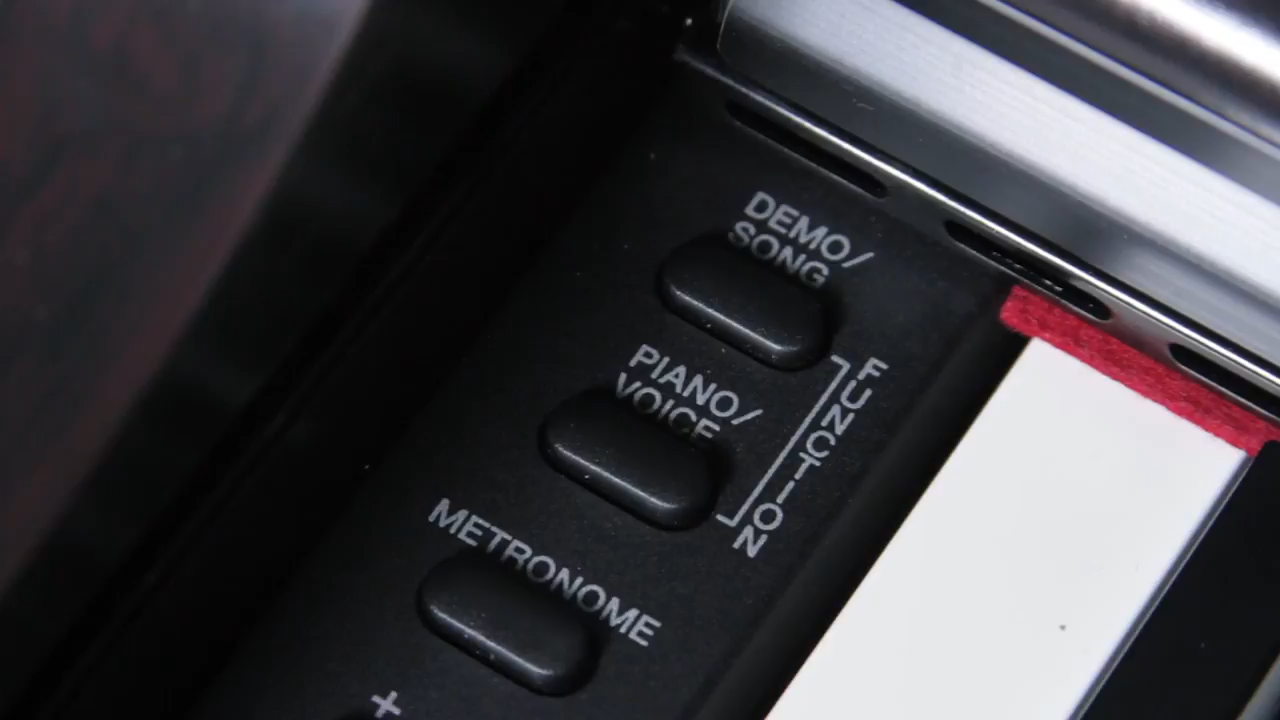 DEMO/
SONG
PIANO/
VOICE
FUNCTION
METRONOME
+